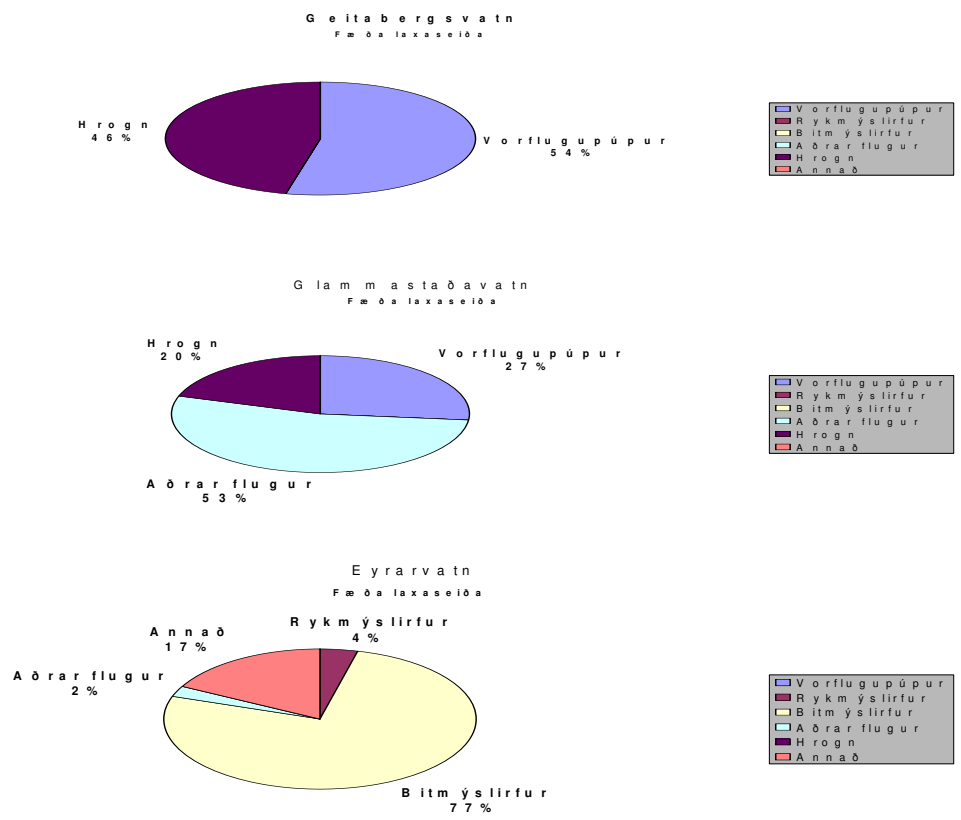 Geitabergsvatn
Fæða laxaseiða
Hrogn
46%
Vorflugupúpur
54%
Vorflugupúpur
Rykmýslirfur
Bitmýslirfur
Aðrar flugur
Hrogn
Annað
Glammastaðavatn
Fæða laxaseiða
Hrogn
20%
Vorflugupúpur
27%
Aðrar flugur
53%
Vorflugupúpur
Rykmýslirfur
Bitmýslirfur
Aðrar flugur
Hrogn
Annað
Eyrarvatn
Fæða laxaseiða
Rykmýslirfur
4%
Annað
17%
Aðrar flugur
2%
Bitmýslirfur
77%
Vorflugupúpur
Rykmýslirfur
Bitmýslirfur
Aðrar flugur
Hrogn
Annað